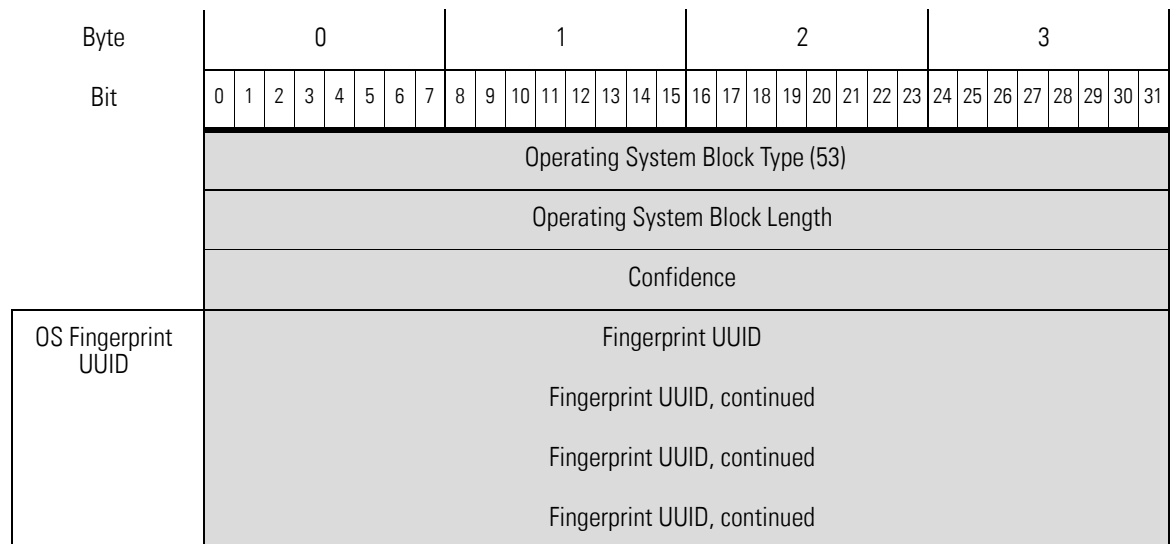 Byte 0 1 2 3
Bit 0 1 2 3 4 5 6 7 8 9 10 11 12 13 14 15 16 17 18 19 20 21 22 23 24 25 26 27 28 29 30 31
Operating System Block Type (53)
Operating System Block Length
Confidence
OS Fingerprint
UUID
Fingerprint UUID
Fingerprint UUID, continued
Fingerprint UUID, continued
Fingerprint UUID, continued